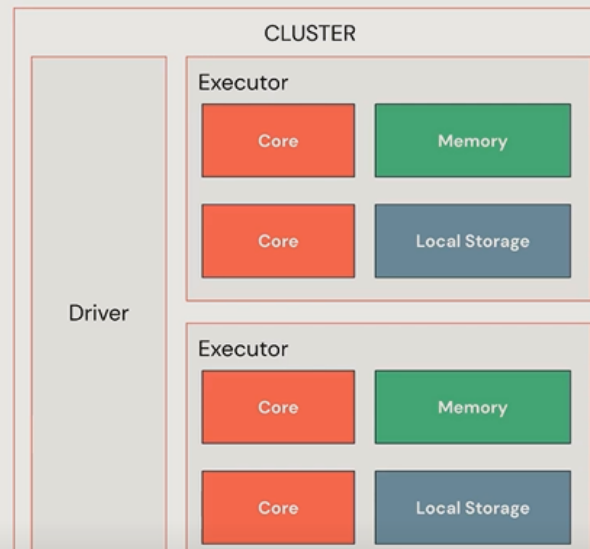 CLUSTER
Driver
Executor
Core
Memory
Core
Local Storage
Executor
Core
Memory
Core
Local Storage